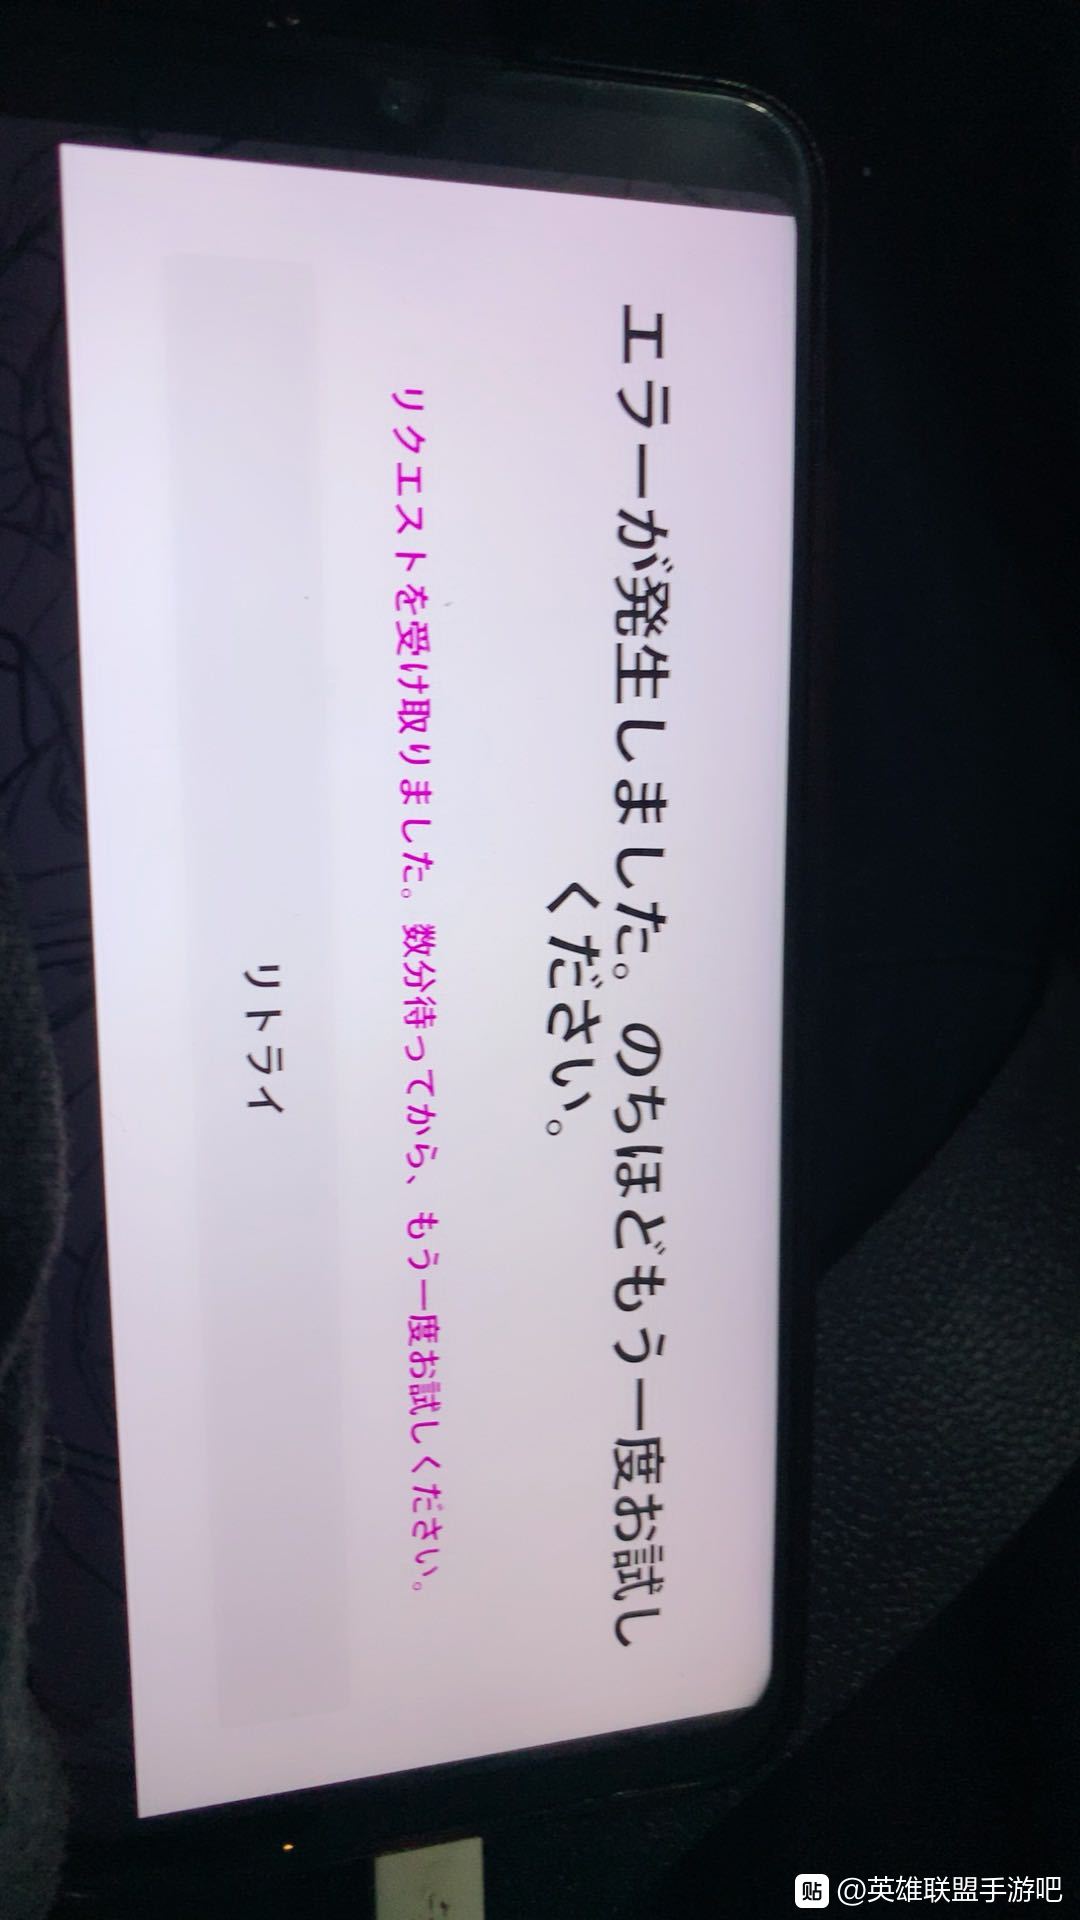 エラーが発生しました。のちほどもう一度お試し
ください。
リクエストを受け取りました。数分待ってから、もう一度お試しください。
リトライ
贴 @英雄联盟手游吧